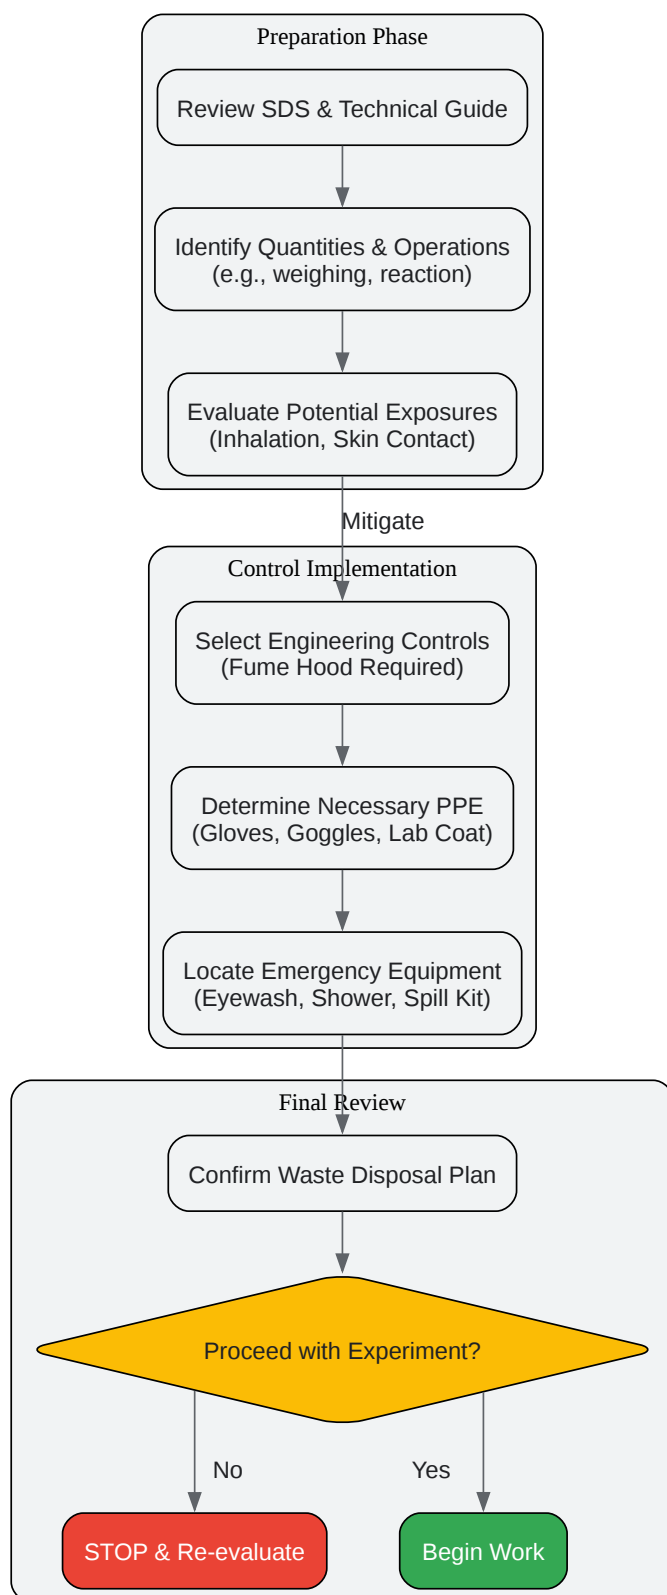 Preparation Phase
Review SDS & Technical Guide
Identify Quantities & Operations
(e.g., weighing, reaction)
Evaluate Potential Exposures
(Inhalation, Skin Contact)
Mitigate
Control Implementation
Select Engineering Controls
(Fume Hood Required)
Determine Necessary PPE
(Gloves, Goggles, Lab Coat)
Locate Emergency Equipment
(Eyewash, Shower, Spill Kit)
Final Review
Confirm Waste Disposal Plan
Proceed with Experiment?
No
Yes
STOP & Re-evaluate
Begin Work